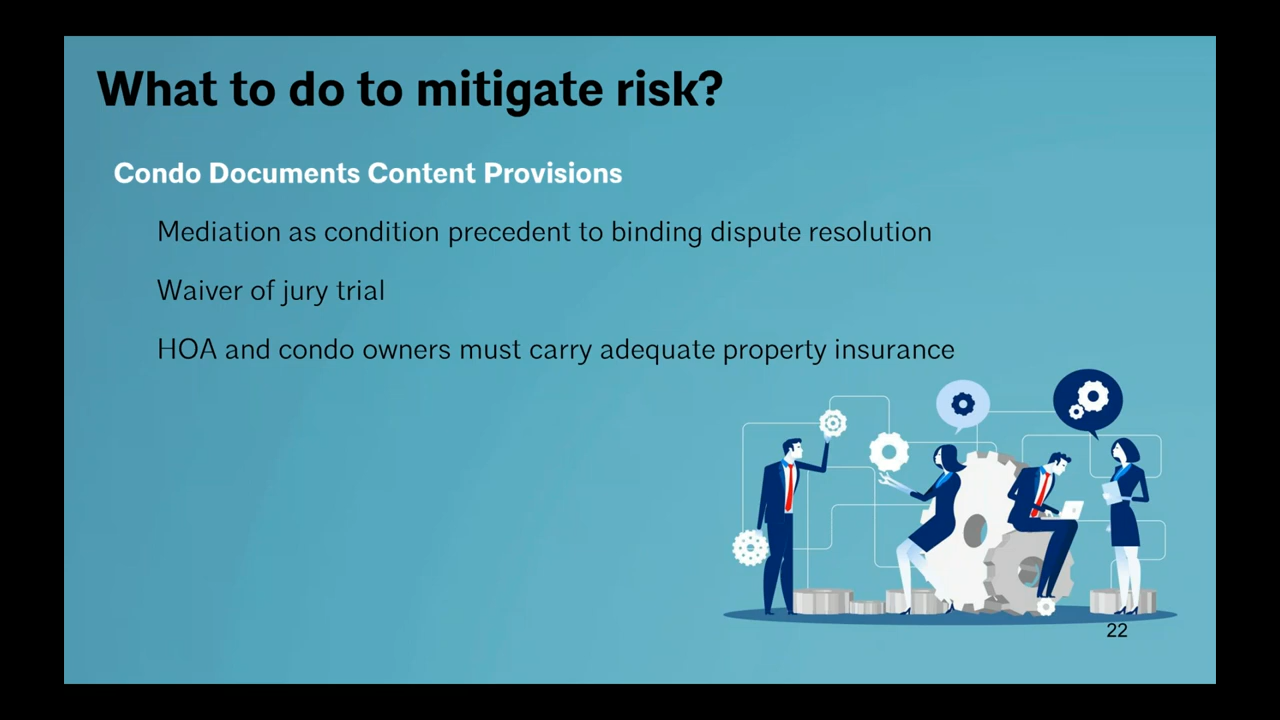 What to do to mitigate risk?
Condo Documents Content Provisions
Mediation as condition precedent to binding dispute resolution
Waiver of jury trial
HOA and condo owners must carry adequate property insurance
22